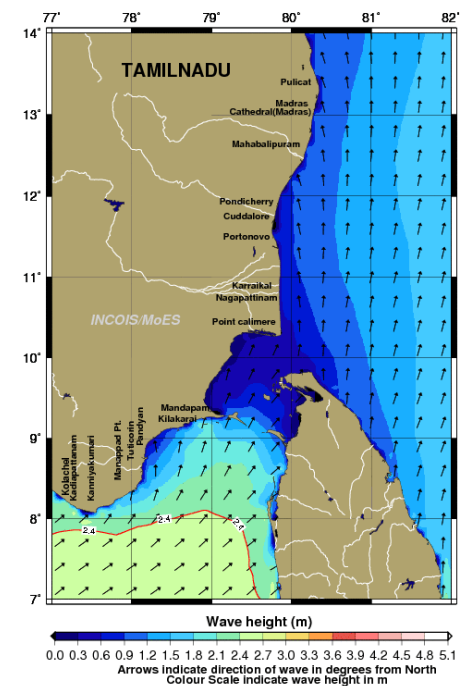 77˚ 78˚ 79˚ 80˚ 81˚ 82˚
14˚
TAMILNADU
Pulicat
Madras
13˚
Cathedral(Madras)
Mahabalipuram
12˚
Pondicherry
Cuddalore
Portonovo
11˚
Karraikal
Nagapattinam
INCOIS/MoES
Point calimere
10˚
Mandapam
Kilakarai
9˚
Kolachal
Kadiapattanam
Kanniyakumari
Manappad Pt.
Tuticorin
Pandyan
8˚
2.4
2.4
2.4
7˚
Wave height (m)
0.0 0.3 0.6 0.9 1.2 1.5 1.8 2.1 2.4 2.7 3.0 3.3 3.6 3.9 4.2 4.5 4.8 5.1
Arrows indicate direction of wave in degrees from North
Colour Scale indicate wave height in m